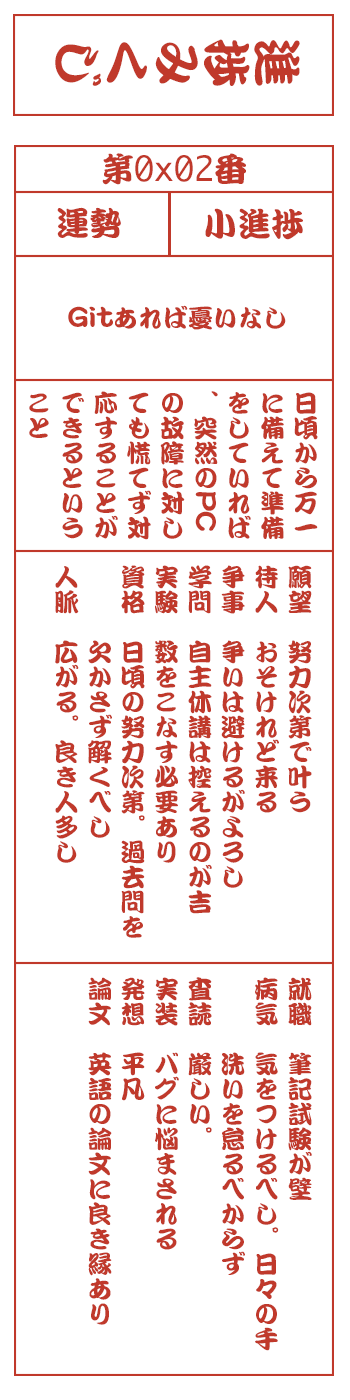 進捗みくじ
第0x02番
小進捗
運勢
Gitあれば憂いなし
日頃から万一
に備えて準備
をしていれば
、突然のPC
の故障に対し
ても慌てず対
応することが
できるという
こと
願望 努力次第で叶う
待人 おそけれど来る
争事 争いは避けるがよろし
学問 自主休講は控えるのが吉
実験 数をこなす必要あり
資格 日頃の努力次第。過去問を
欠かさず解くべし
人脈 広がる。良き人多し
就職 筆記試験が壁
病気 気をつけるべし。日々の手
洗いを怠るべからず
査読 厳しい。
実装 バグに悩まされる
発想 平凡
論文 英語の論文に良き縁あり